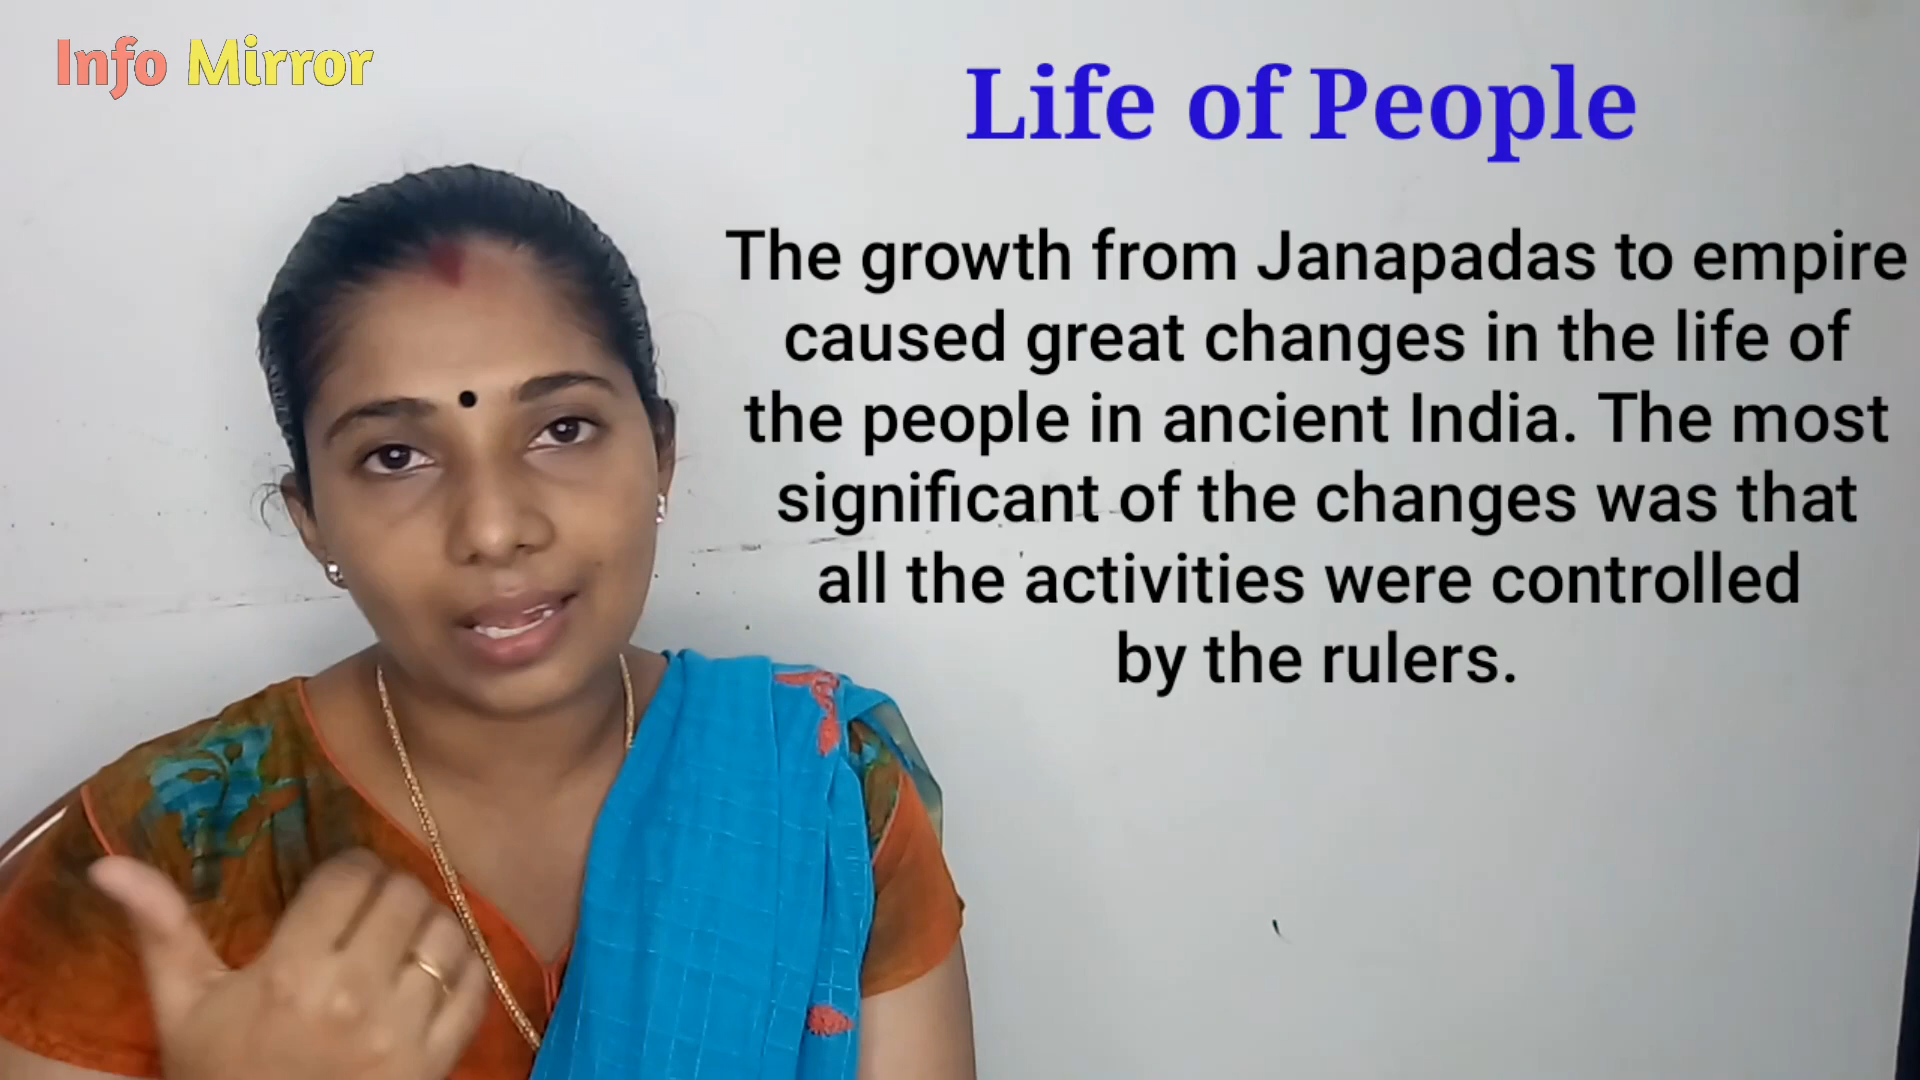 Info Mirror
Life of People
The growth from Janapadas to empire
caused great changes in the life of
the people in ancient India. The most
significant of the changes was that
all the activities were controlled
by the rulers.